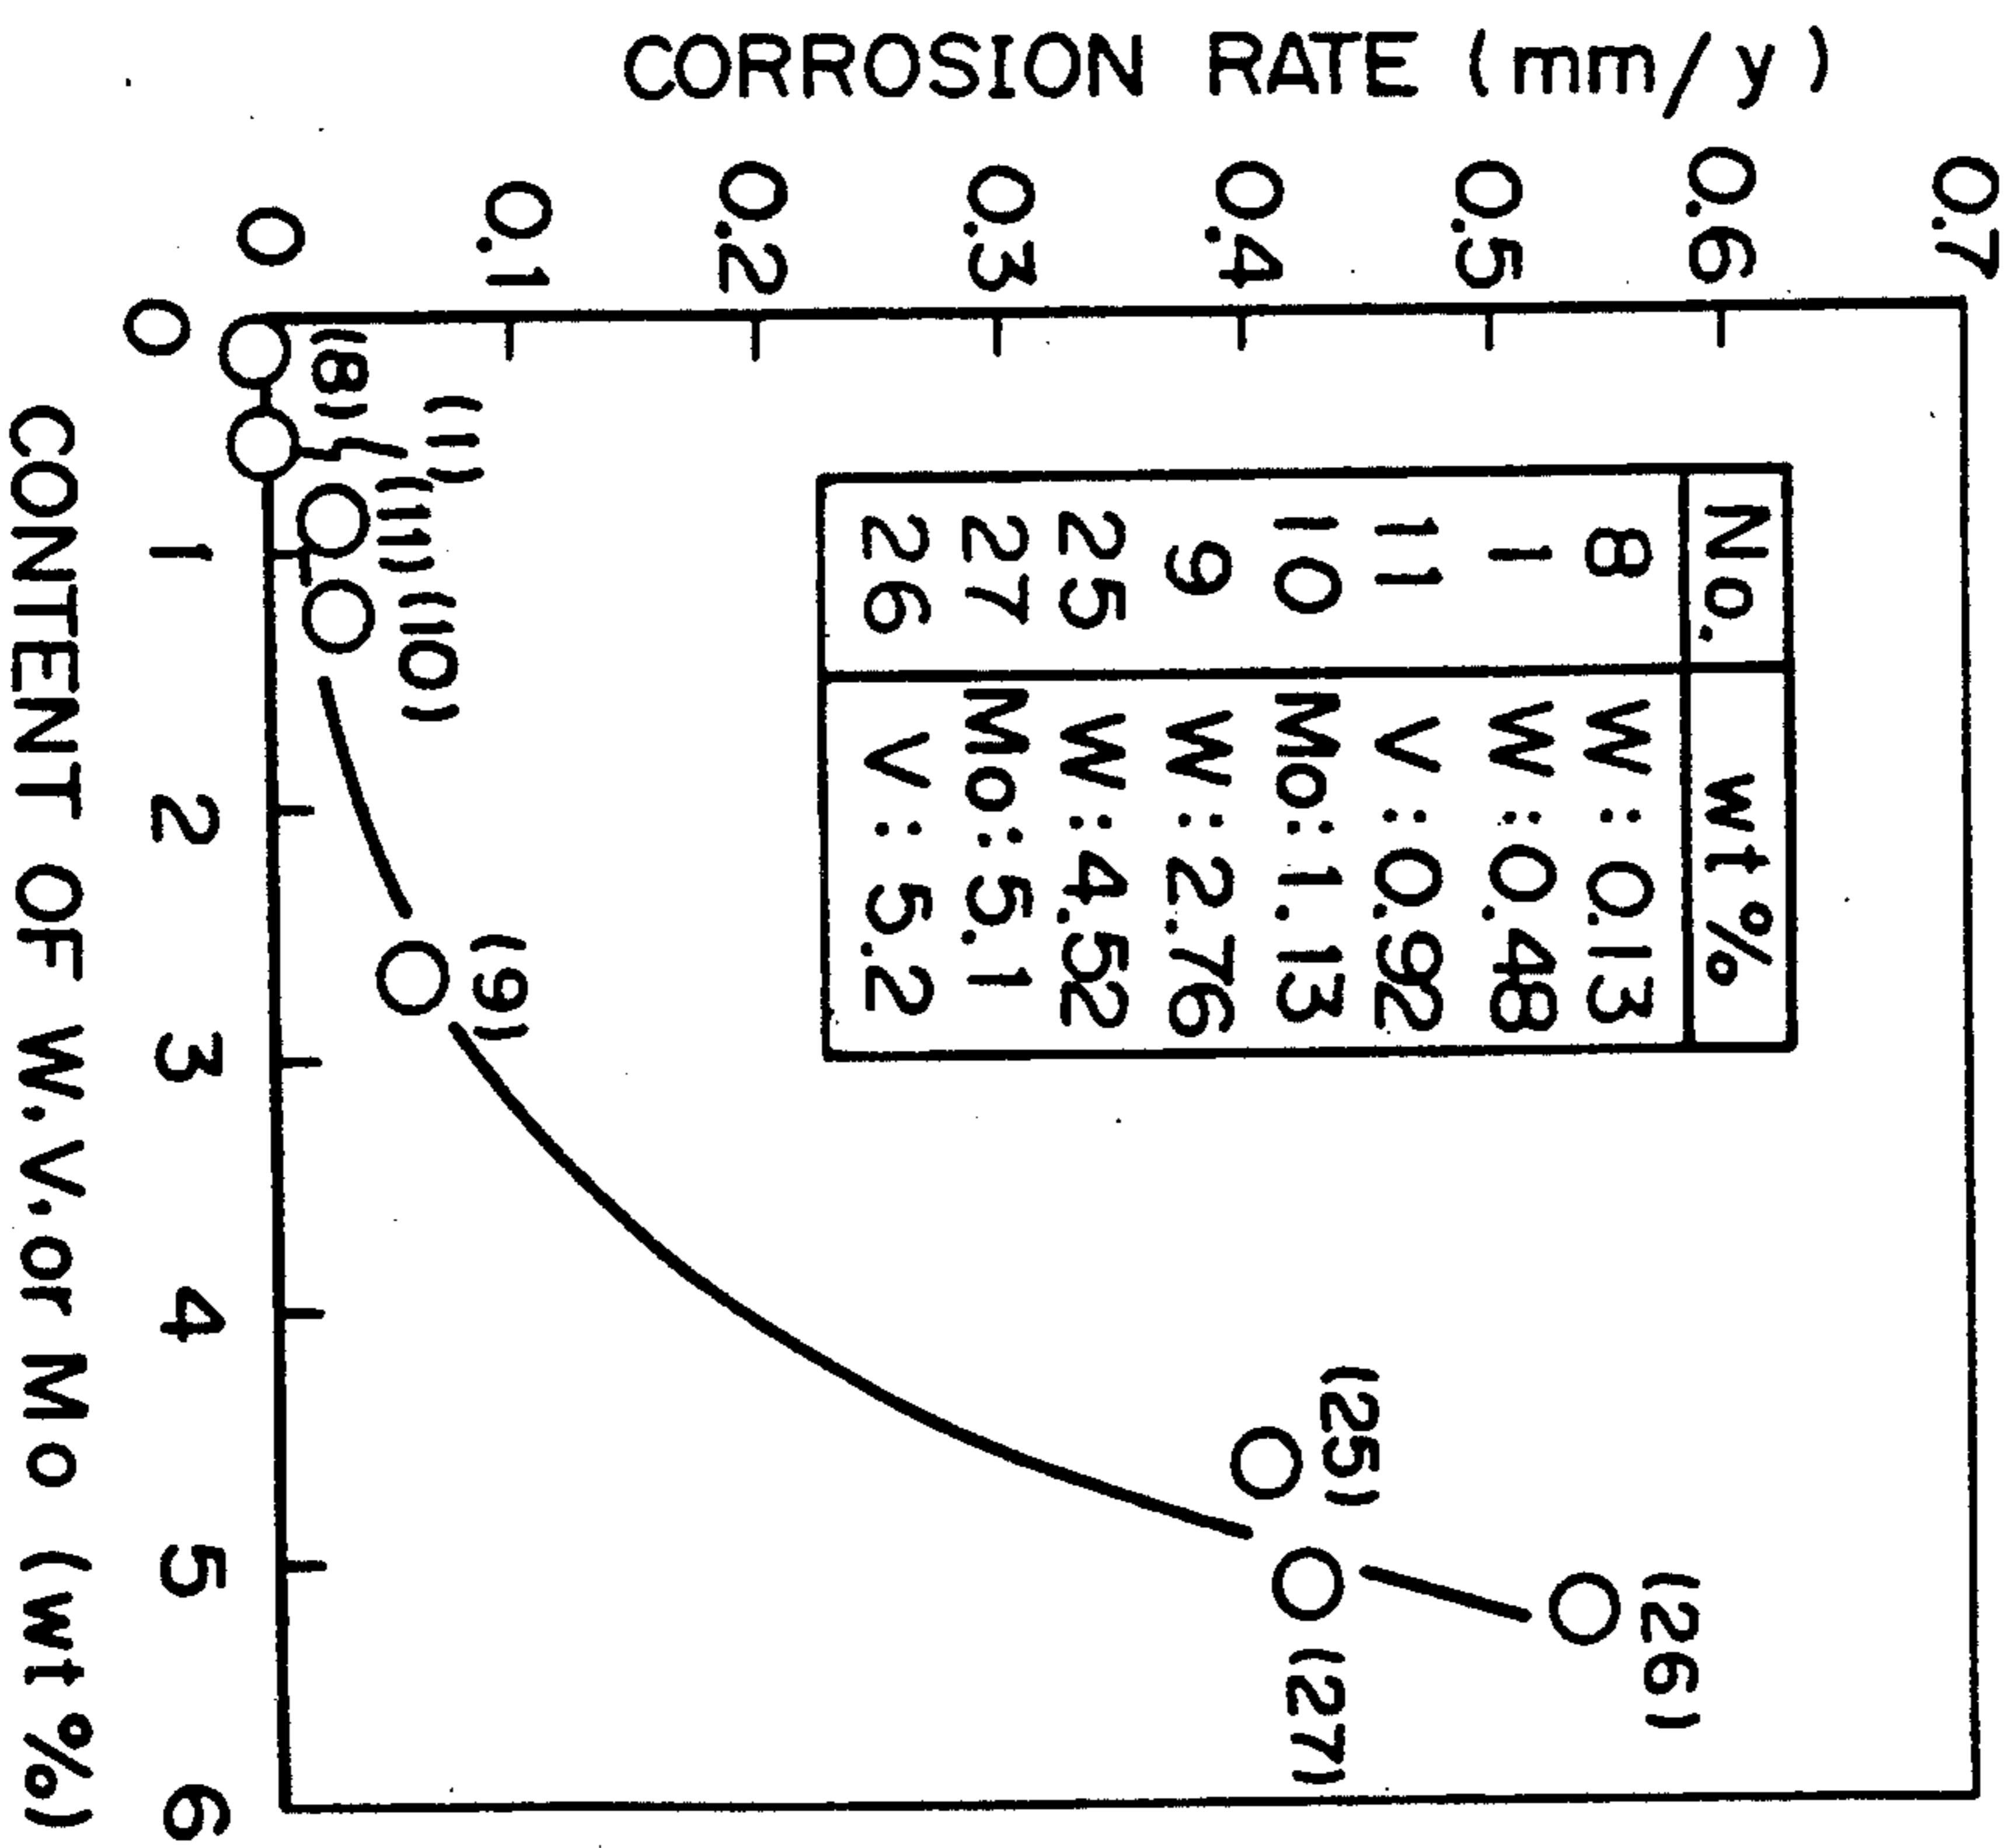 CORROSION RATE (mm/y)
0.7
0.6
0.5
0.4
0.3
0.2
0.1
0
No. wt%
8 W : 0.13
1 W : 0.48
11 V : 0.92
10 Mo: 1.13
9 W : 2.76
25 W : 4.52
27 Mo: 5.1
26 V : 5.2
(8)
(1)
(11)
(10)
(9)
(25)
(26)
(27)
0 1 2 3 4 5 6
CONTENT OF W.V.or Mo (wt%)